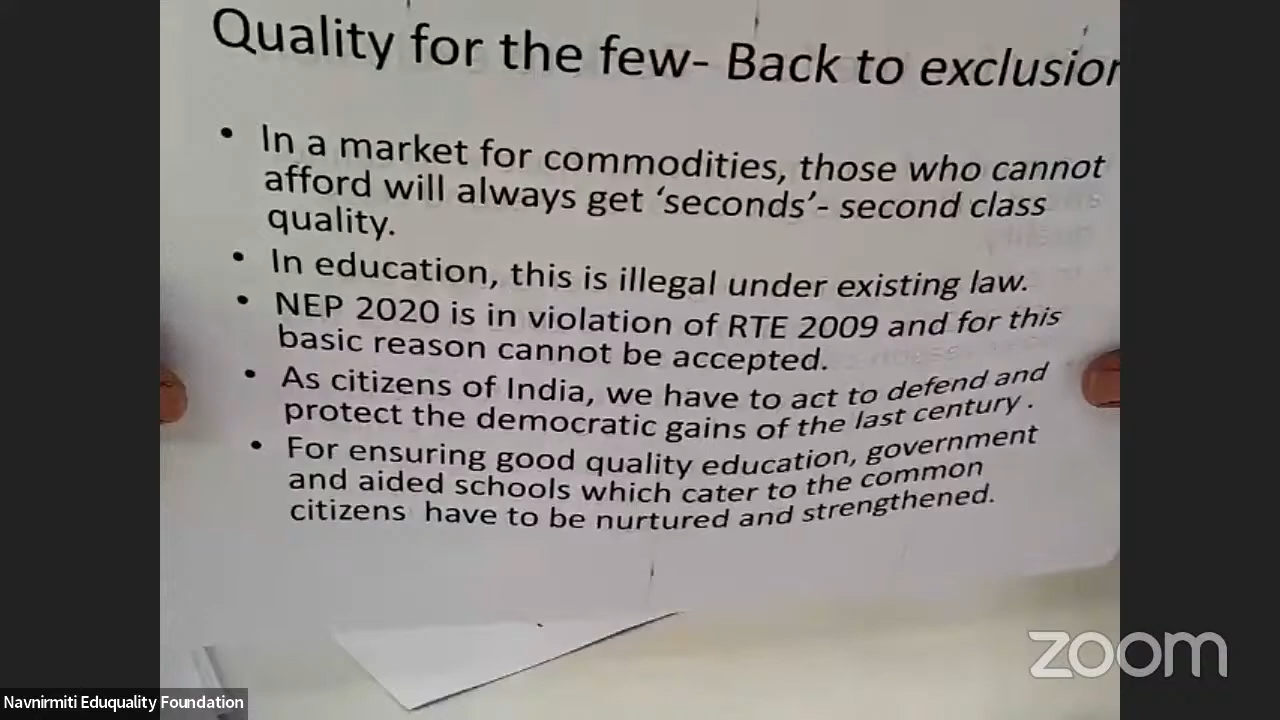 Quality for the few- Back to exclusion
• In a market for commodities, those who cannot
afford will always get ‘seconds’- second class
quality.
• In education, this is illegal under existing law.
• NEP 2020 is in violation of RTE 2009 and for this
basic reason cannot be accepted.
• As citizens of India, we have to act to defend and
protect the democratic gains of the last century .
• For ensuring good quality education, government
and aided schools which cater to the common
citizens have to be nurtured and strengthened.
zoom
Navnirmiti Eduquality Foundation